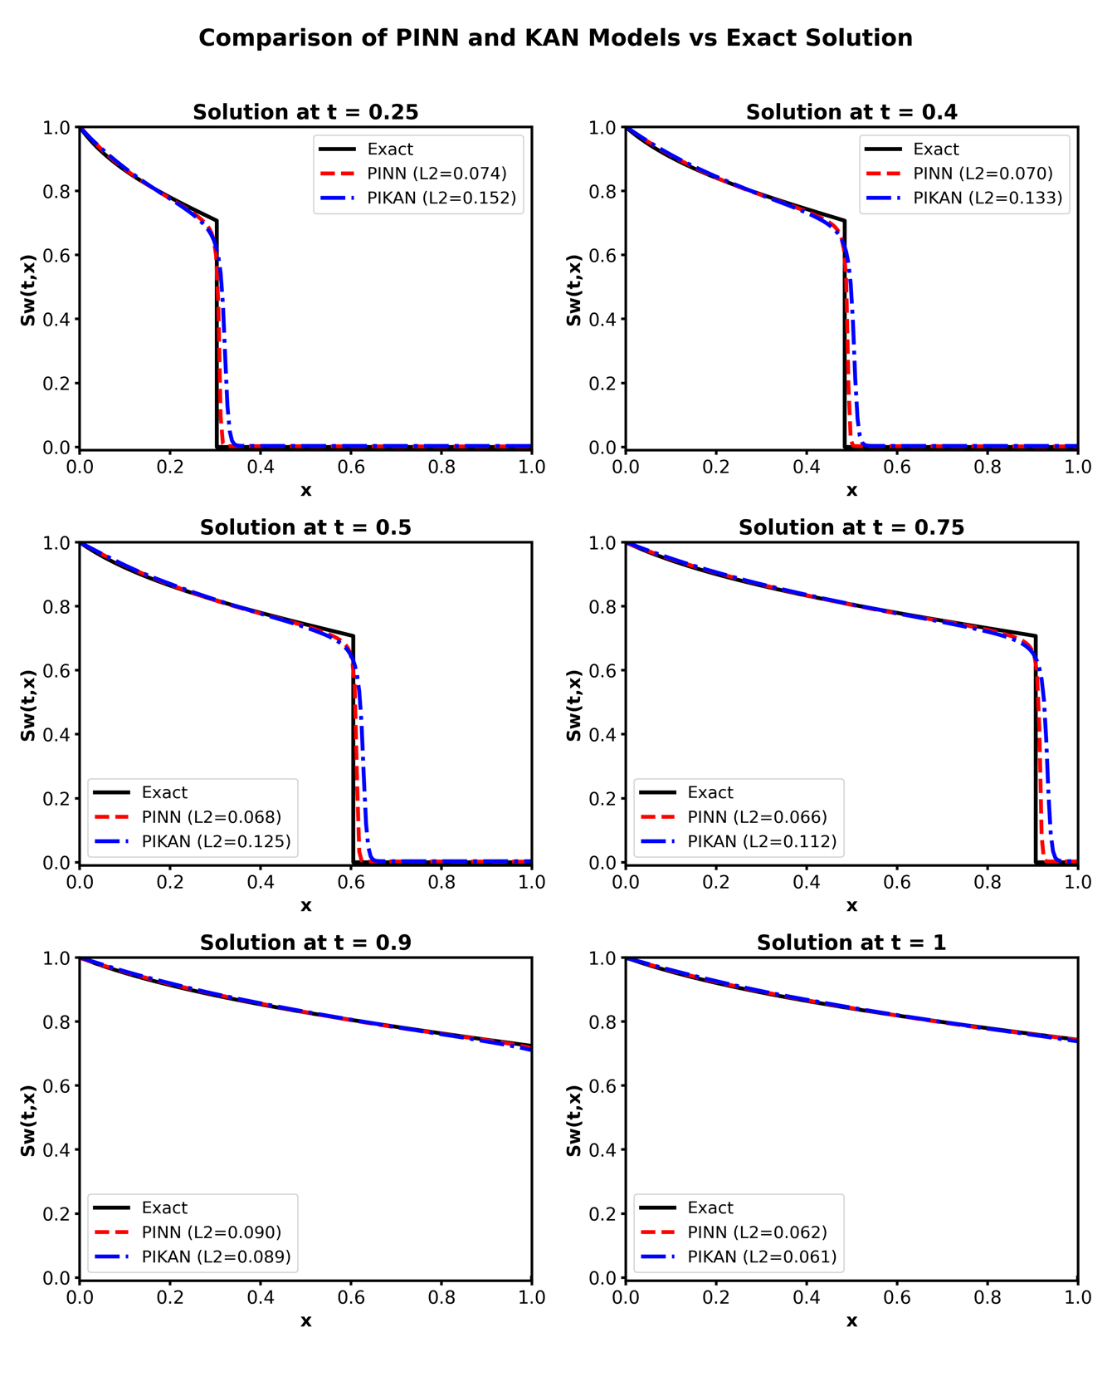 Comparison of PINN and KAN Models vs Exact Solution
Solution at t = 0.25
1.0
0.8
0.6
0.4
0.2
0.0
Sw(t,x)
Exact
PINN (L2=0.074)
PIKAN (L2=0.152)
0.0 0.2 0.4 0.6 0.8 1.0
x
Solution at t = 0.4
1.0
0.8
0.6
0.4
0.2
0.0
Sw(t,x)
Exact
PINN (L2=0.070)
PIKAN (L2=0.133)
0.0 0.2 0.4 0.6 0.8 1.0
x
Solution at t = 0.5
1.0
0.8
0.6
0.4
0.2
0.0
Sw(t,x)
Exact
PINN (L2=0.068)
PIKAN (L2=0.125)
0.0 0.2 0.4 0.6 0.8 1.0
x
Solution at t = 0.75
1.0
0.8
0.6
0.4
0.2
0.0
Sw(t,x)
Exact
PINN (L2=0.066)
PIKAN (L2=0.112)
0.0 0.2 0.4 0.6 0.8 1.0
x
Solution at t = 0.9
1.0
0.8
0.6
0.4
0.2
0.0
Sw(t,x)
Exact
PINN (L2=0.090)
PIKAN (L2=0.089)
0.0 0.2 0.4 0.6 0.8 1.0
x
Solution at t = 1
1.0
0.8
0.6
0.4
0.2
0.0
Sw(t,x)
Exact
PINN (L2=0.062)
PIKAN (L2=0.061)
0.0 0.2 0.4 0.6 0.8 1.0
x